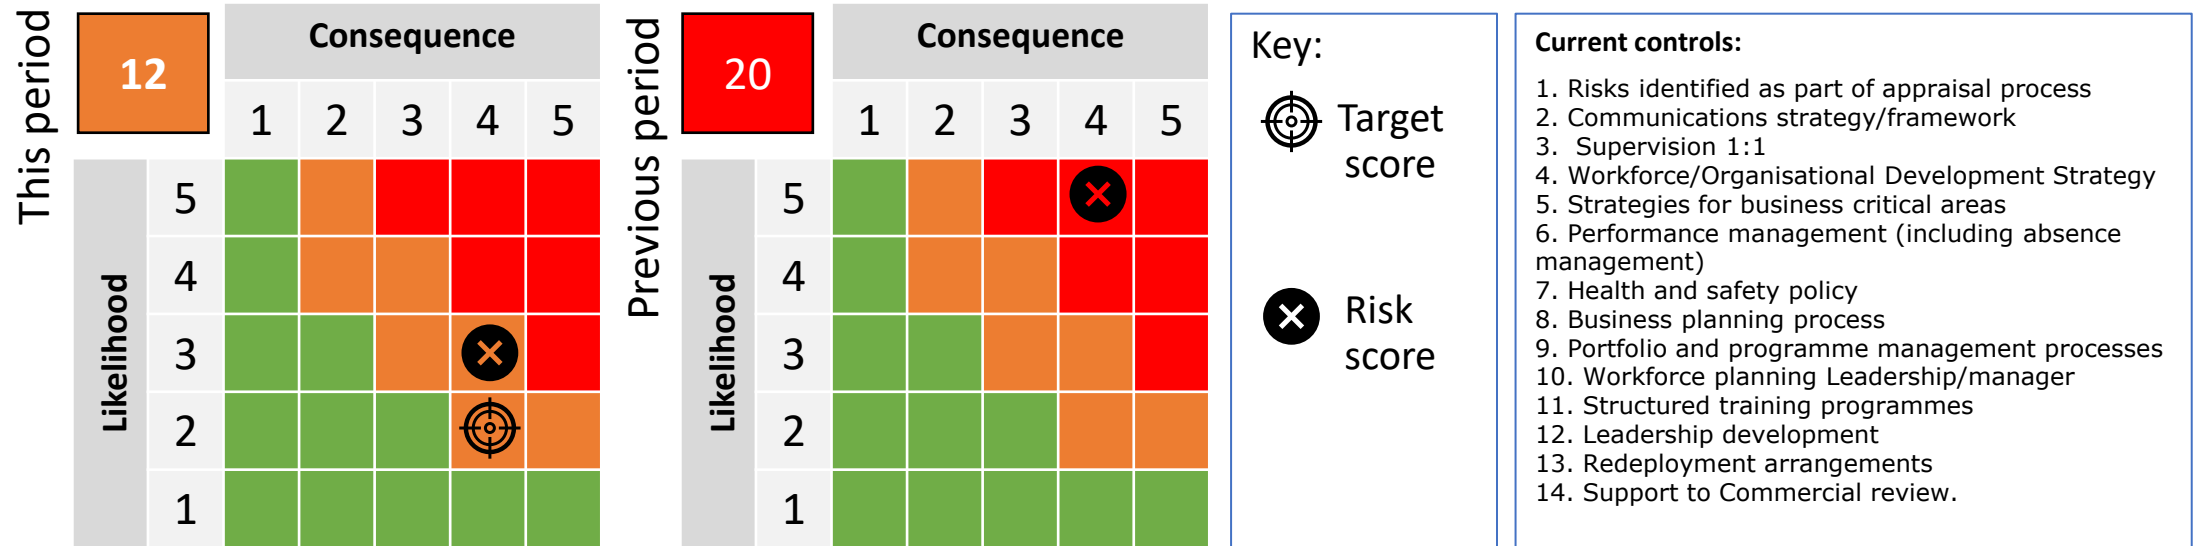 This period
12
Consequence
1 2 3 4 5
Likelihood
5
4
3
2
1
Previous period
20
Consequence
1 2 3 4 5
Likelihood
5
4
3
2
1
Key:
Target
score
Risk
score
Current controls:
1. Risks identified as part of appraisal process
2. Communications strategy/framework
3.  Supervision 1:1
4. Workforce/Organisational Development Strategy
5. Strategies for business critical areas
6. Performance management (including absence
management)
7. Health and safety policy
8. Business planning process
9. Portfolio and programme management processes
10. Workforce planning Leadership/manager
11. Structured training programmes
12. Leadership development
13. Redeployment arrangements
14. Support to Commercial review.